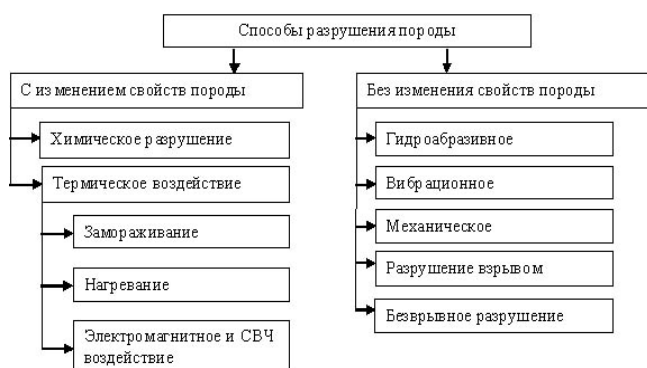 Способы разрушения породы
С изменением свойств породы
Химическое разрушение
Термическое воздействие
Замораживание
Нагревание
Электромагнитное и СВЧ
воздействие
Без изменения свойств породы
Гидроабразивное
Вибрационное
Механическое
Разрушение взрывом
Безврывное разрушение